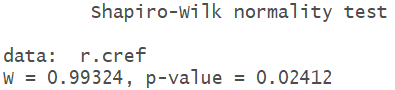 Shapiro-Wilk normality test
data:  r.cref
W = 0.99324, p-value = 0.02412